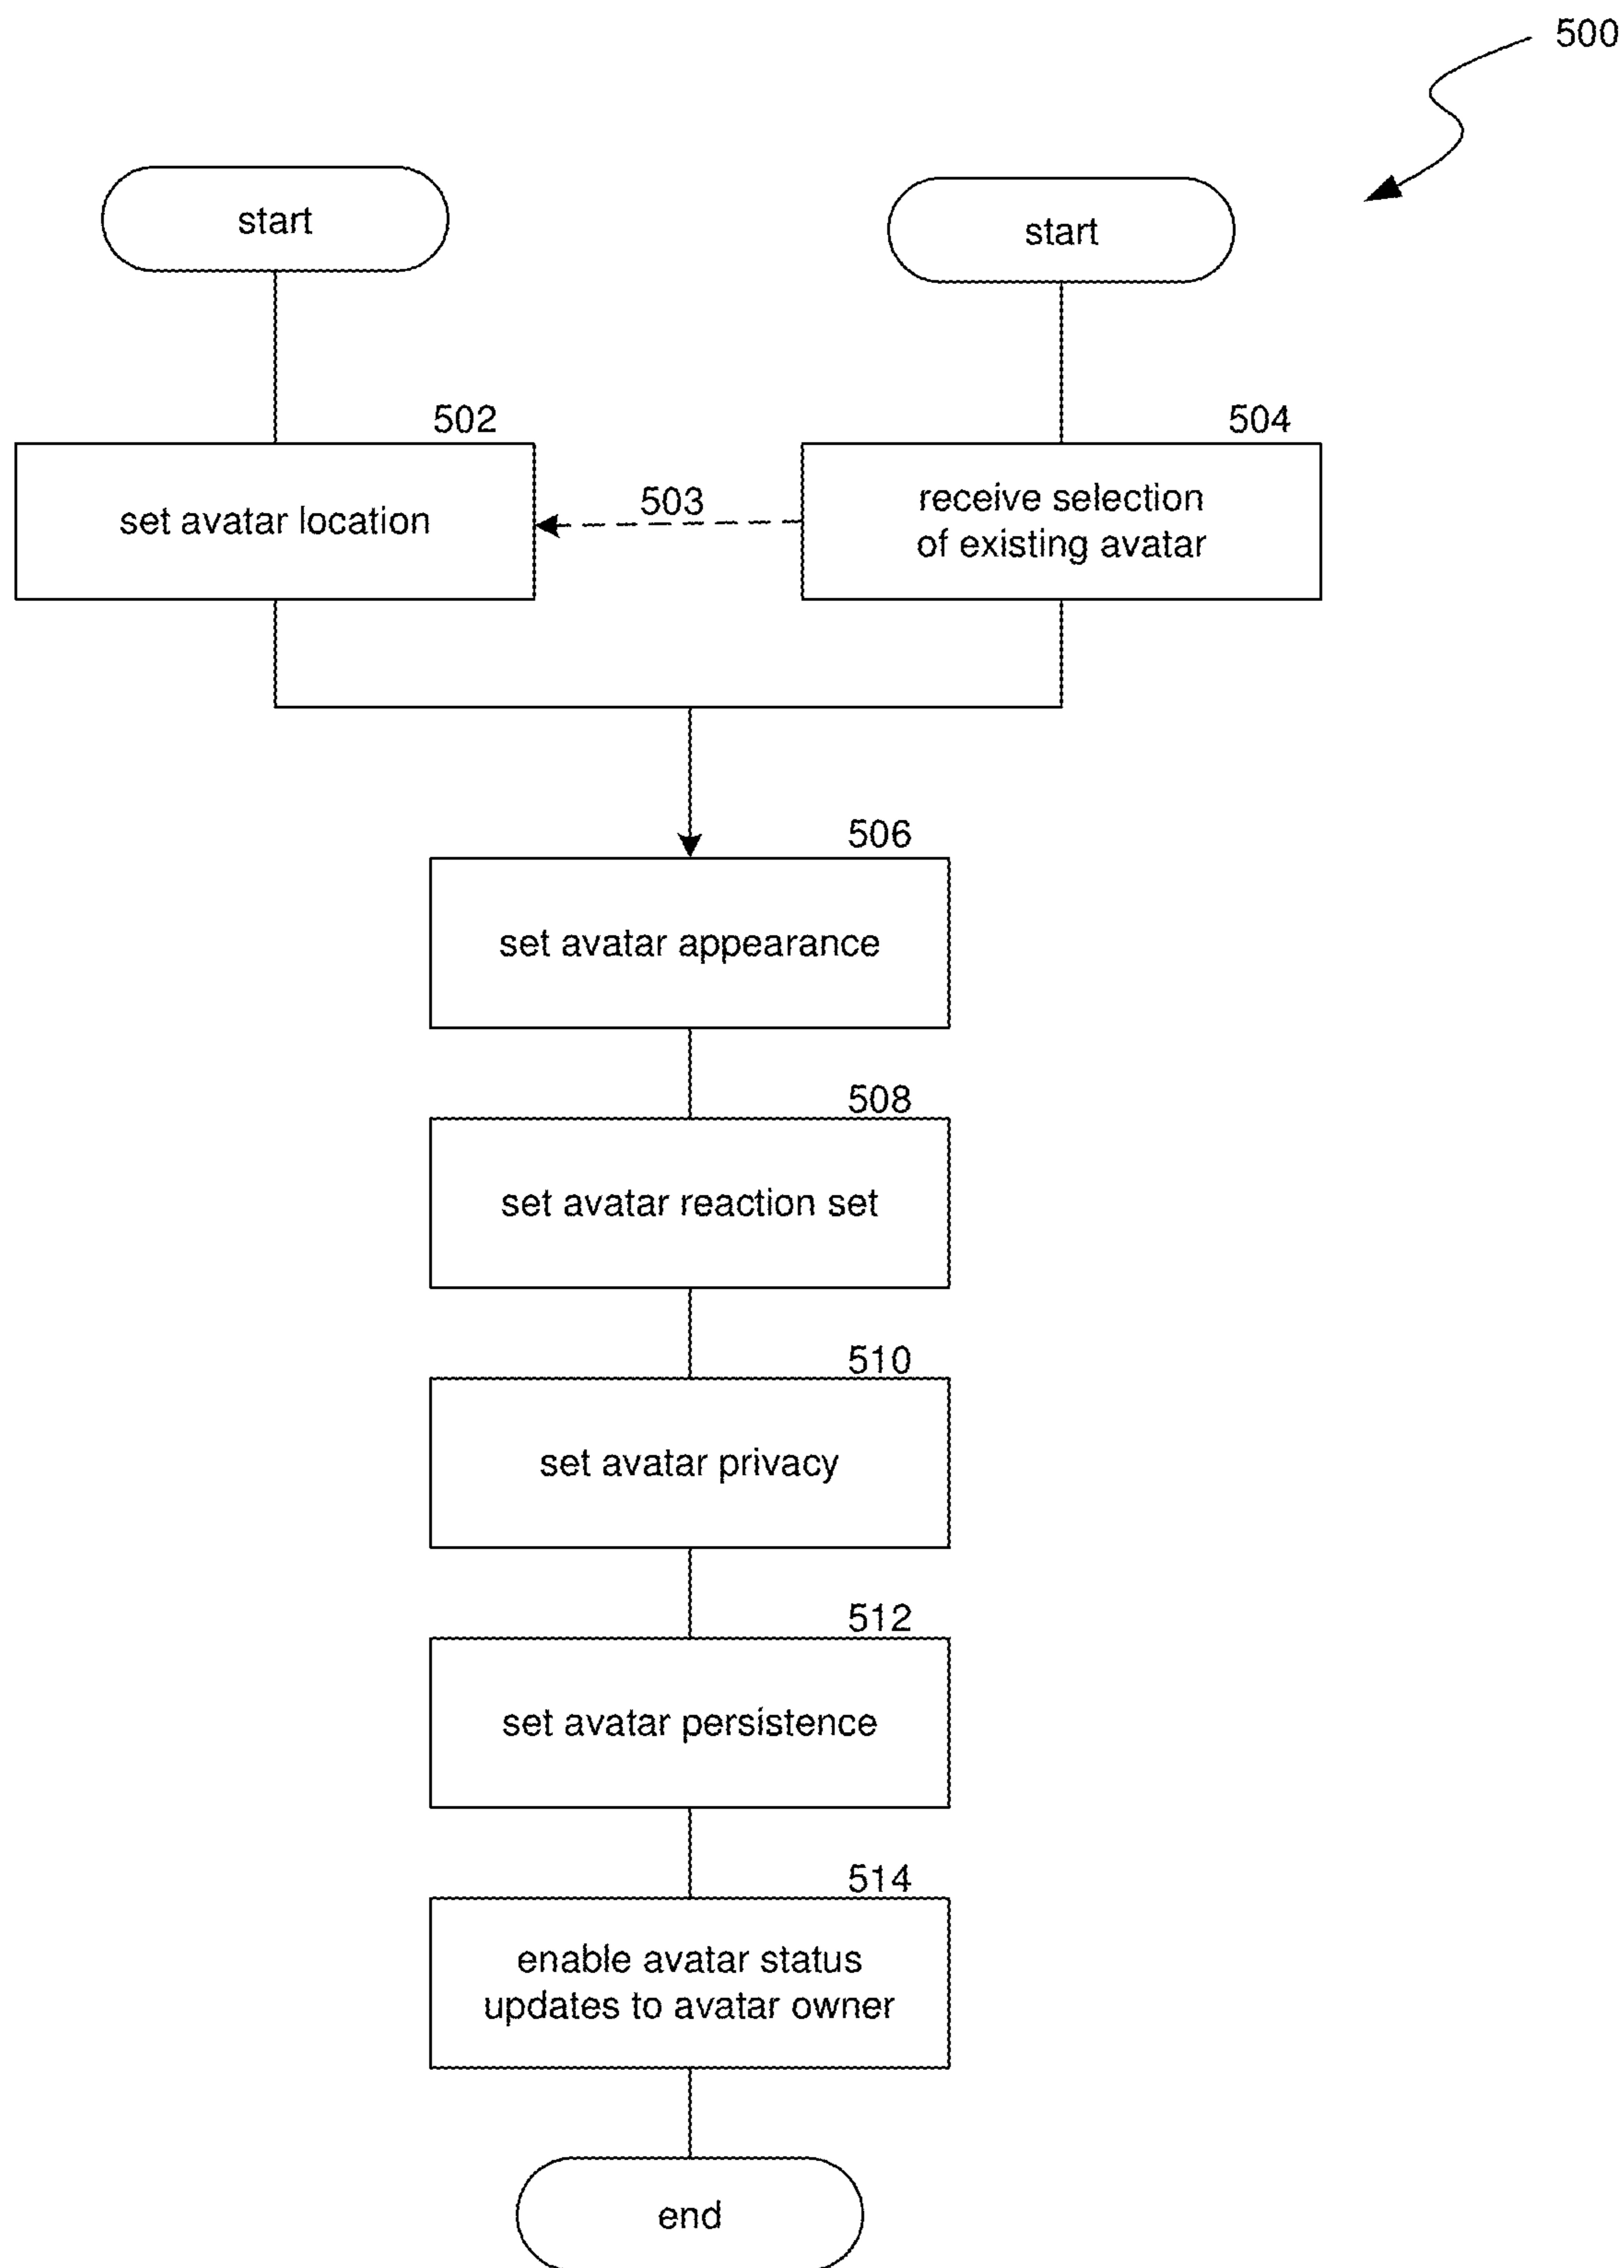 500
start
start
502
504
set avatar location
503
receive selection
of existing avatar
506
set avatar appearance
508
set avatar reaction set
510
set avatar privacy
512
set avatar persistence
514
enable avatar status
updates to avatar owner
end